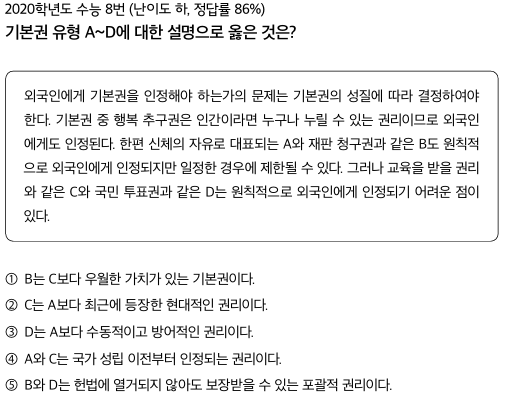 2020학년도 수능 8번 (난이도 하, 정답률 86%)
기본권 유형 A~D에 대한 설명으로 옳은 것은?
외국인에게 기본권을 인정해야 하는가의 문제는 기본권의 성질에 따라 결정하여야
한다. 기본권 중 행복 추구권은 인간이라면 누구나 누릴 수 있는 권리이므로 외국인
에게도 인정된다. 한편 신체의 자유로 대표되는 A와 재판 청구권과 같은 B도 원칙적
으로 외국인에게 인정되지만 일정한 경우에 제한될 수 있다. 그러나 교육을 받을 권리
와 같은 C와 국민 투표권과 같은 D는 원칙적으로 외국인에게 인정되기 어려운 점이
있다.
① B는 C보다 우월한 가치가 있는 기본권이다.
② C는 A보다 최근에 등장한 현대적인 권리이다.
③ D는 A보다 수동적이고 방어적인 권리이다.
④ A와 C는 국가 성립 이전부터 인정되는 권리이다.
⑤ B와 D는 헌법에 열거되지 않아도 보장받을 수 있는 포괄적 권리이다.